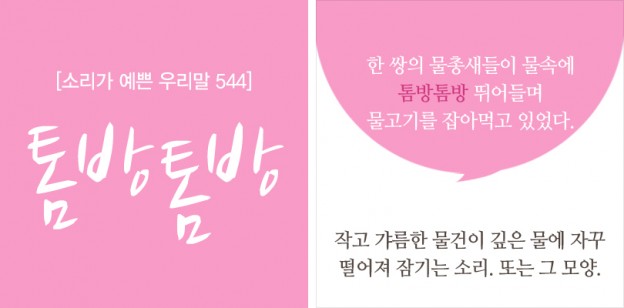 [소리가 예쁜 우리말 544]
톰방톰방
한 쌍의 물총새들이 물속에
톰방톰방 뛰어들며
물고기를 잡아먹고 있었다.
작고 갸름한 물건이 깊은 물에 자꾸
떨어져 잠기는 소리. 또는 그 모양.